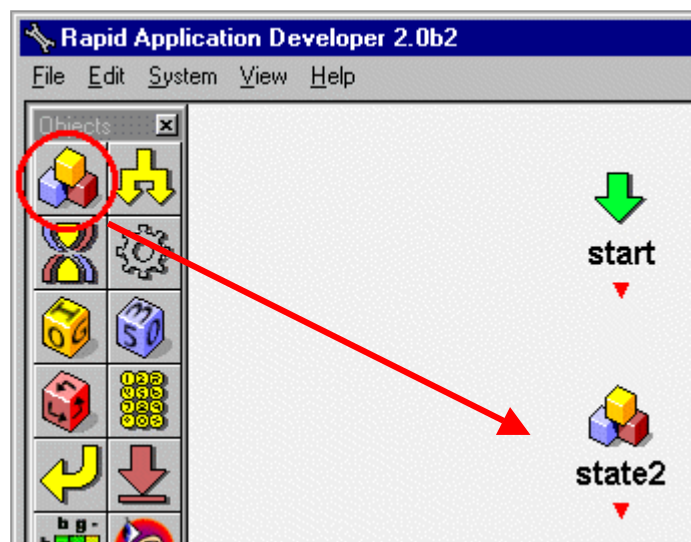 Rapid Application Developer 2.0b2
File Edit System View Help
Objects
start
state2